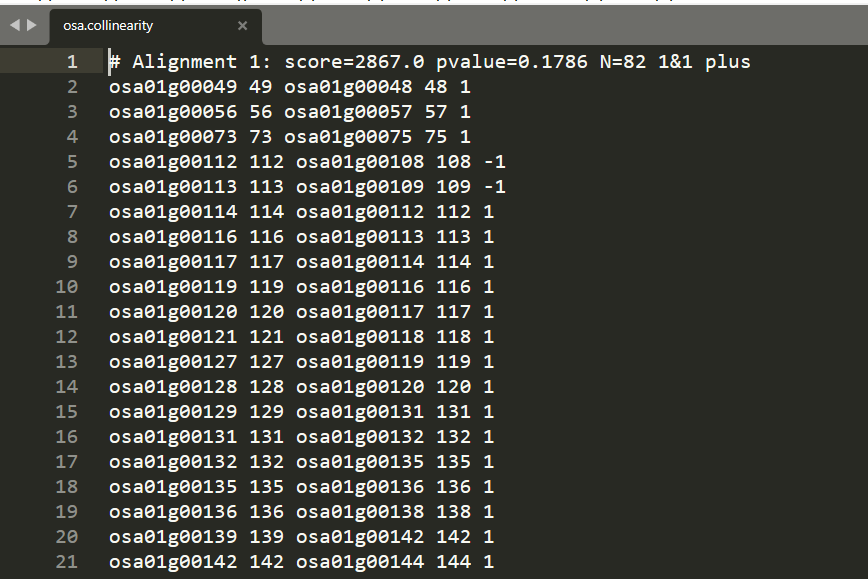 osa.collinearity ×
1 # Alignment 1: score=2867.0 pvalue=0.1786 N=82 1&1 plus
2 osa01g00049 49 osa01g00048 48 1
3 osa01g00056 56 osa01g00057 57 1
4 osa01g00073 73 osa01g00075 75 1
5 osa01g00112 112 osa01g00108 108 -1
6 osa01g00113 113 osa01g00109 109 -1
7 osa01g00114 114 osa01g00112 112 1
8 osa01g00116 116 osa01g00113 113 1
9 osa01g00117 117 osa01g00114 114 1
10 osa01g00119 119 osa01g00116 116 1
11 osa01g00120 120 osa01g00117 117 1
12 osa01g00121 121 osa01g00118 118 1
13 osa01g00127 127 osa01g00119 119 1
14 osa01g00128 128 osa01g00120 120 1
15 osa01g00129 129 osa01g00131 131 1
16 osa01g00131 131 osa01g00132 132 1
17 osa01g00132 132 osa01g00135 135 1
18 osa01g00135 135 osa01g00136 136 1
19 osa01g00136 136 osa01g00138 138 1
20 osa01g00139 139 osa01g00142 142 1
21 osa01g00142 142 osa01g00144 144 1